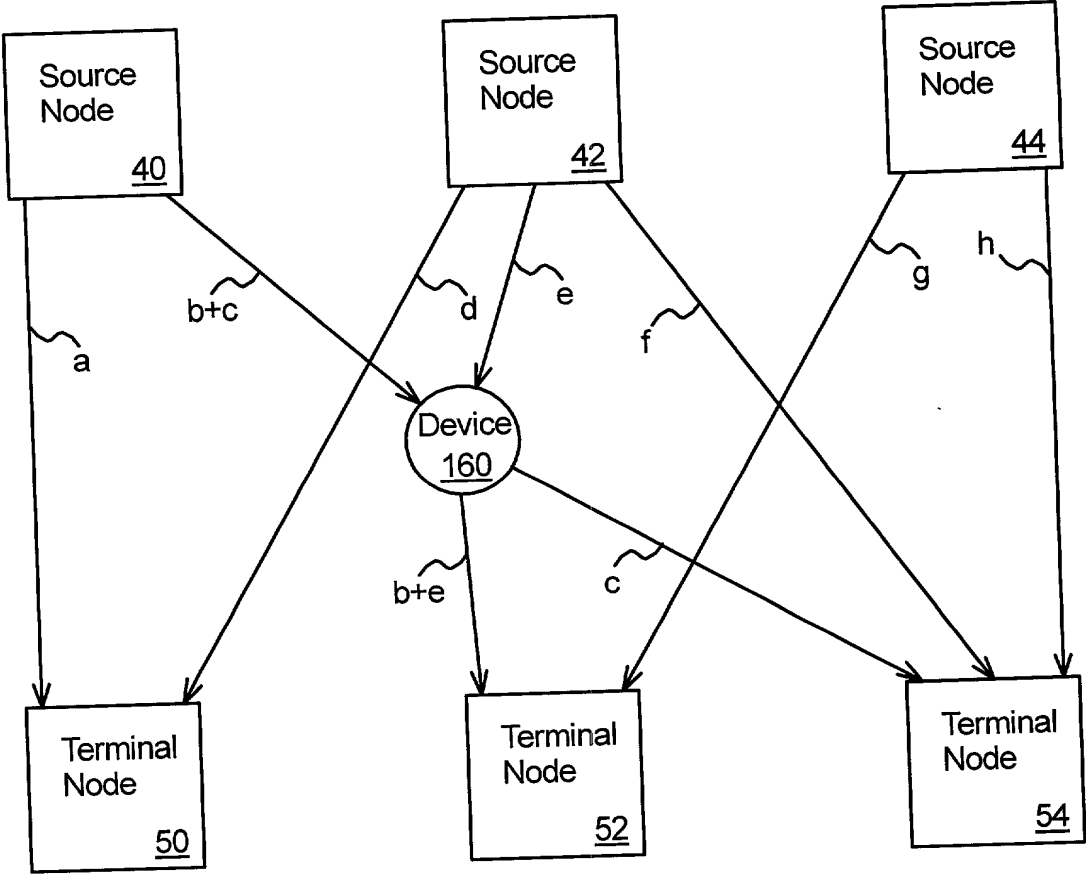 Source
Node
40
Source
Node
42
Source
Node
44
a
b+c
d
e
f
g
h
Device
160
b+e
c
Terminal
Node
50
Terminal
Node
52
Terminal
Node
54